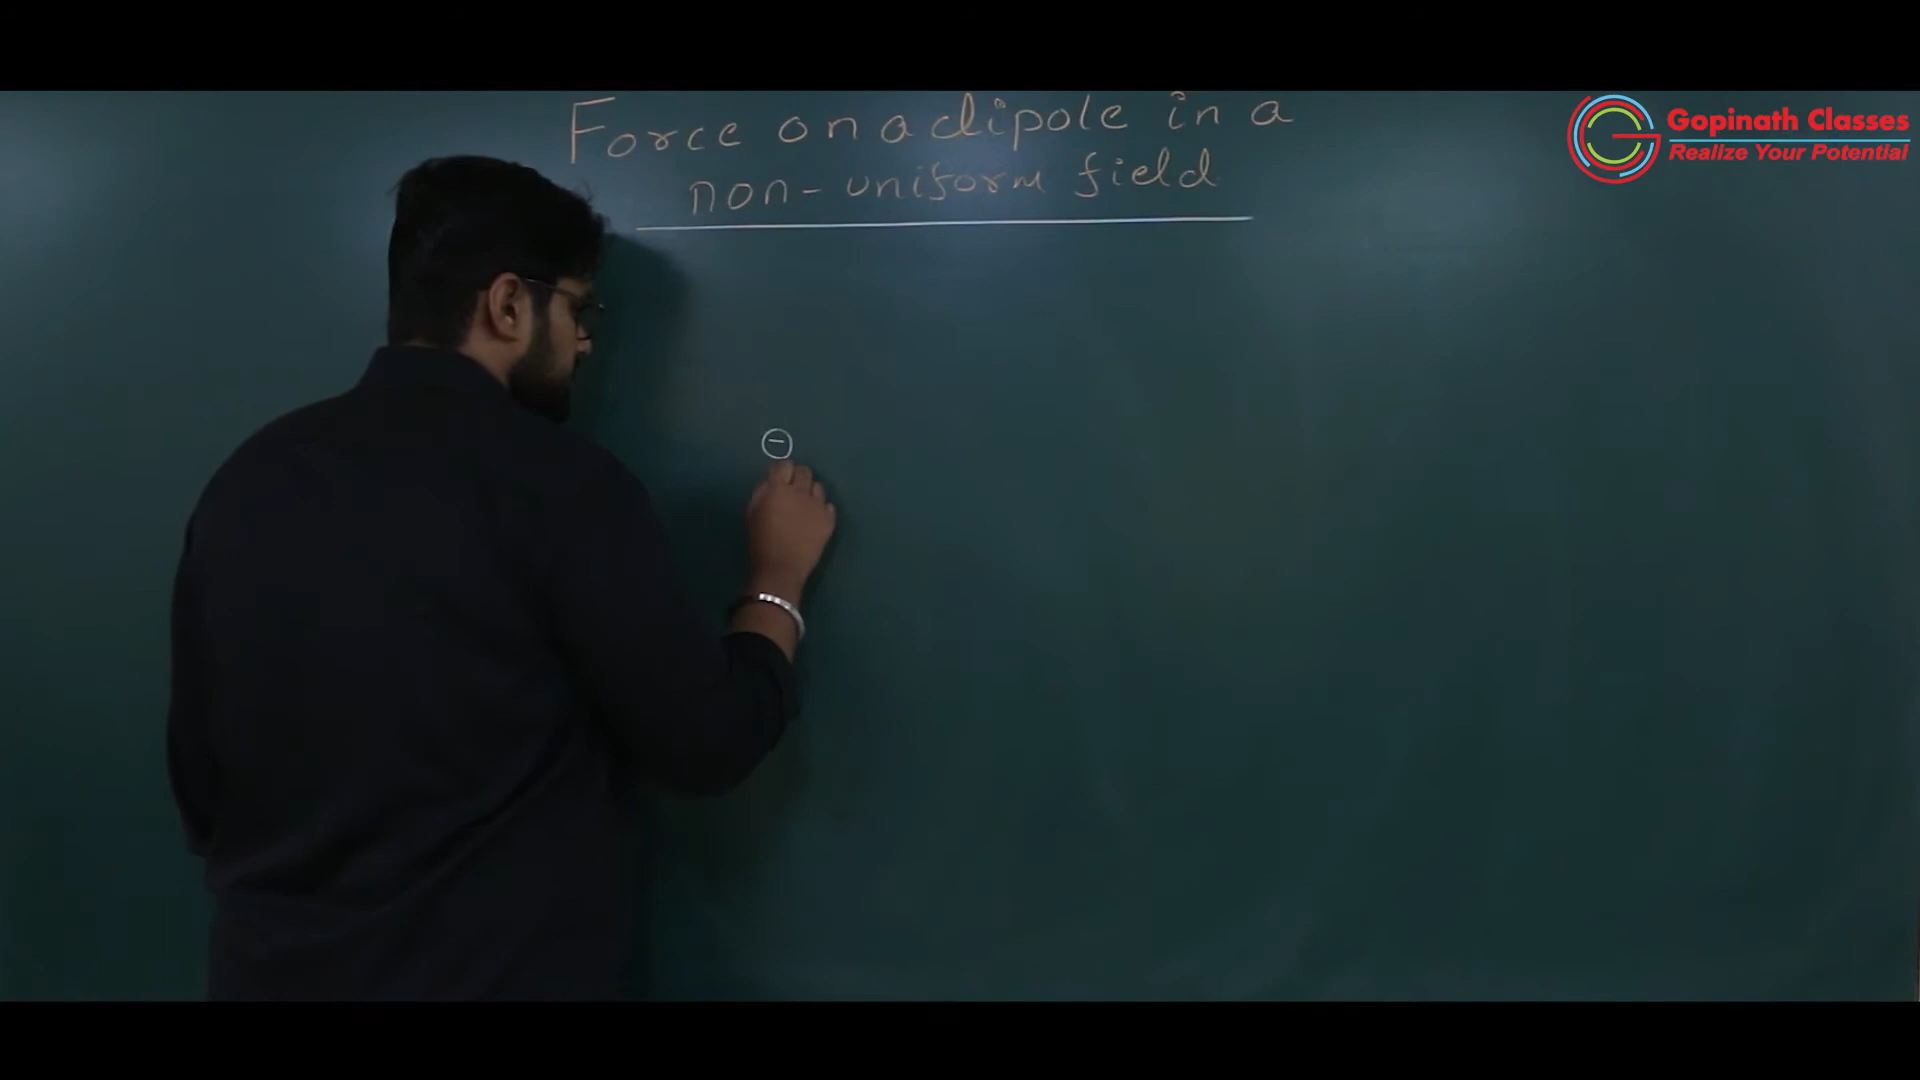 Force on a dipole in a
non-uniform field
Gopinath Classes
Realize Your Potential